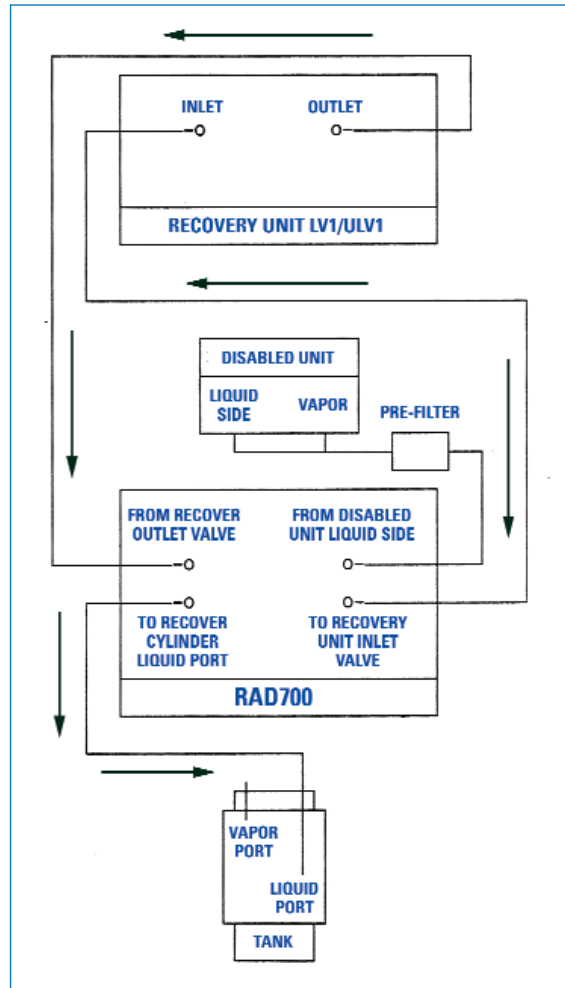 INLET
OUTLET
RECOVERY UNIT LV1/ULV1
DISABLED UNIT
LIQUID
SIDE
VAPOR
PRE-FILTER
FROM RECOVER
OUTLET VALVE
FROM DISABLED
UNIT LIQUID SIDE
TO RECOVER
CYLINDER
LIQUID PORT
TO RECOVERY
UNIT INLET
VALVE
RAD700
VAPOR
PORT
LIQUID
PORT
TANK